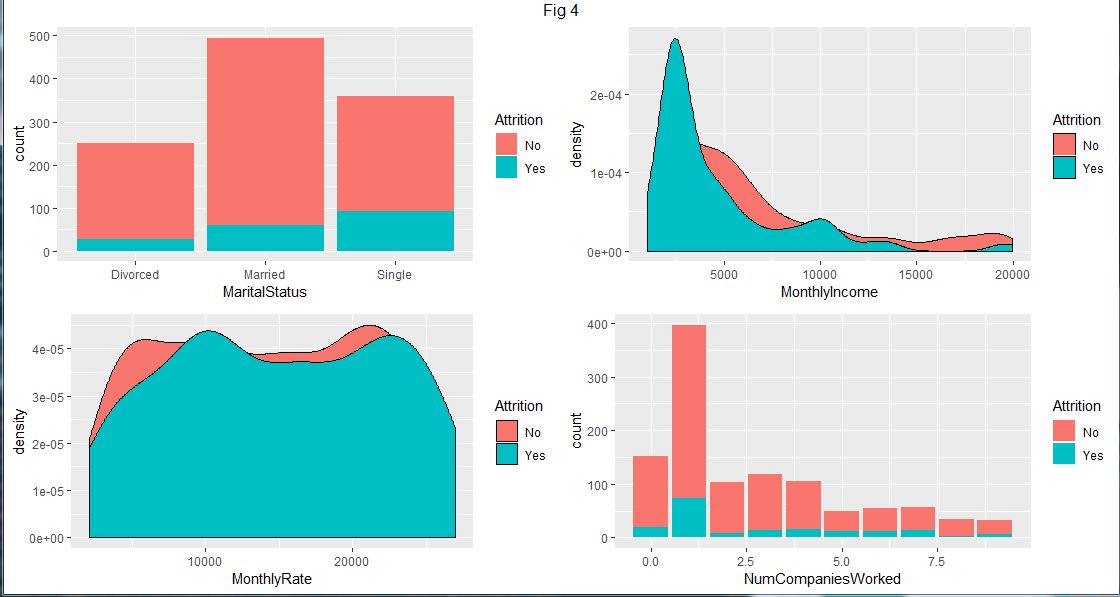 Fig 4
count
500
400
300
200
100
0
Divorced
Married
Single
MaritalStatus
Attrition
No
Yes
density
2e-04
1e-04
0e+00
5000
10000
15000
20000
MonthlyIncome
Attrition
No
Yes
density
4e-05
3e-05
2e-05
1e-05
0e+00
10000
20000
MonthlyRate
Attrition
No
Yes
count
400
300
200
100
0
0.0
2.5
5.0
7.5
NumCompaniesWorked
Attrition
No
Yes